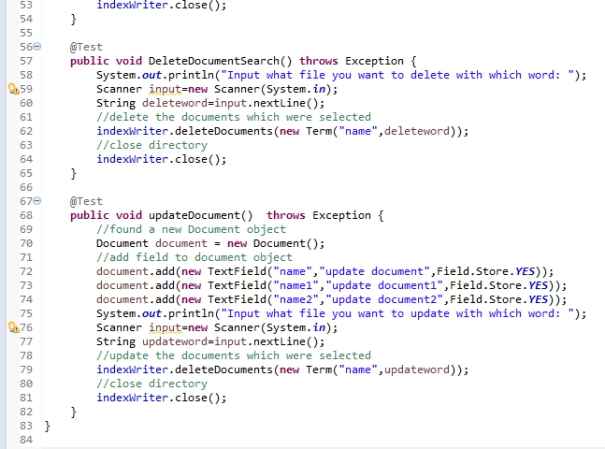 53 indexWriter.close();
54 }
55
56 @Test
57 public void DeleteDocumentSearch() throws Exception {
58 System.out.println("Input what file you want to delete with which word: ");
59 Scanner input=new Scanner(System.in);
60 String deleteword=input.nextLine();
61 //delete the documents which were selected
62 indexWriter.deleteDocuments(new Term("name",deleteword));
63 //close directory
64 indexWriter.close();
65 }
66
67 @Test
68 public void updateDocument()  throws Exception {
69 //found a new Document object
70 Document document = new Document();
71 //add field to document object
72 document.add(new TextField("name","update document",Field.Store.YES));
73 document.add(new TextField("name1","update document1",Field.Store.YES));
74 document.add(new TextField("name2","update document2",Field.Store.YES));
75 System.out.println("Input what file you want to update with which word: ");
76 Scanner input=new Scanner(System.in);
77 String updateword=input.nextLine();
78 //update the documents which were selected
79 indexWriter.deleteDocuments(new Term("name",updateword));
80 //close directory
81 indexWriter.close();
82 }
83 }
84